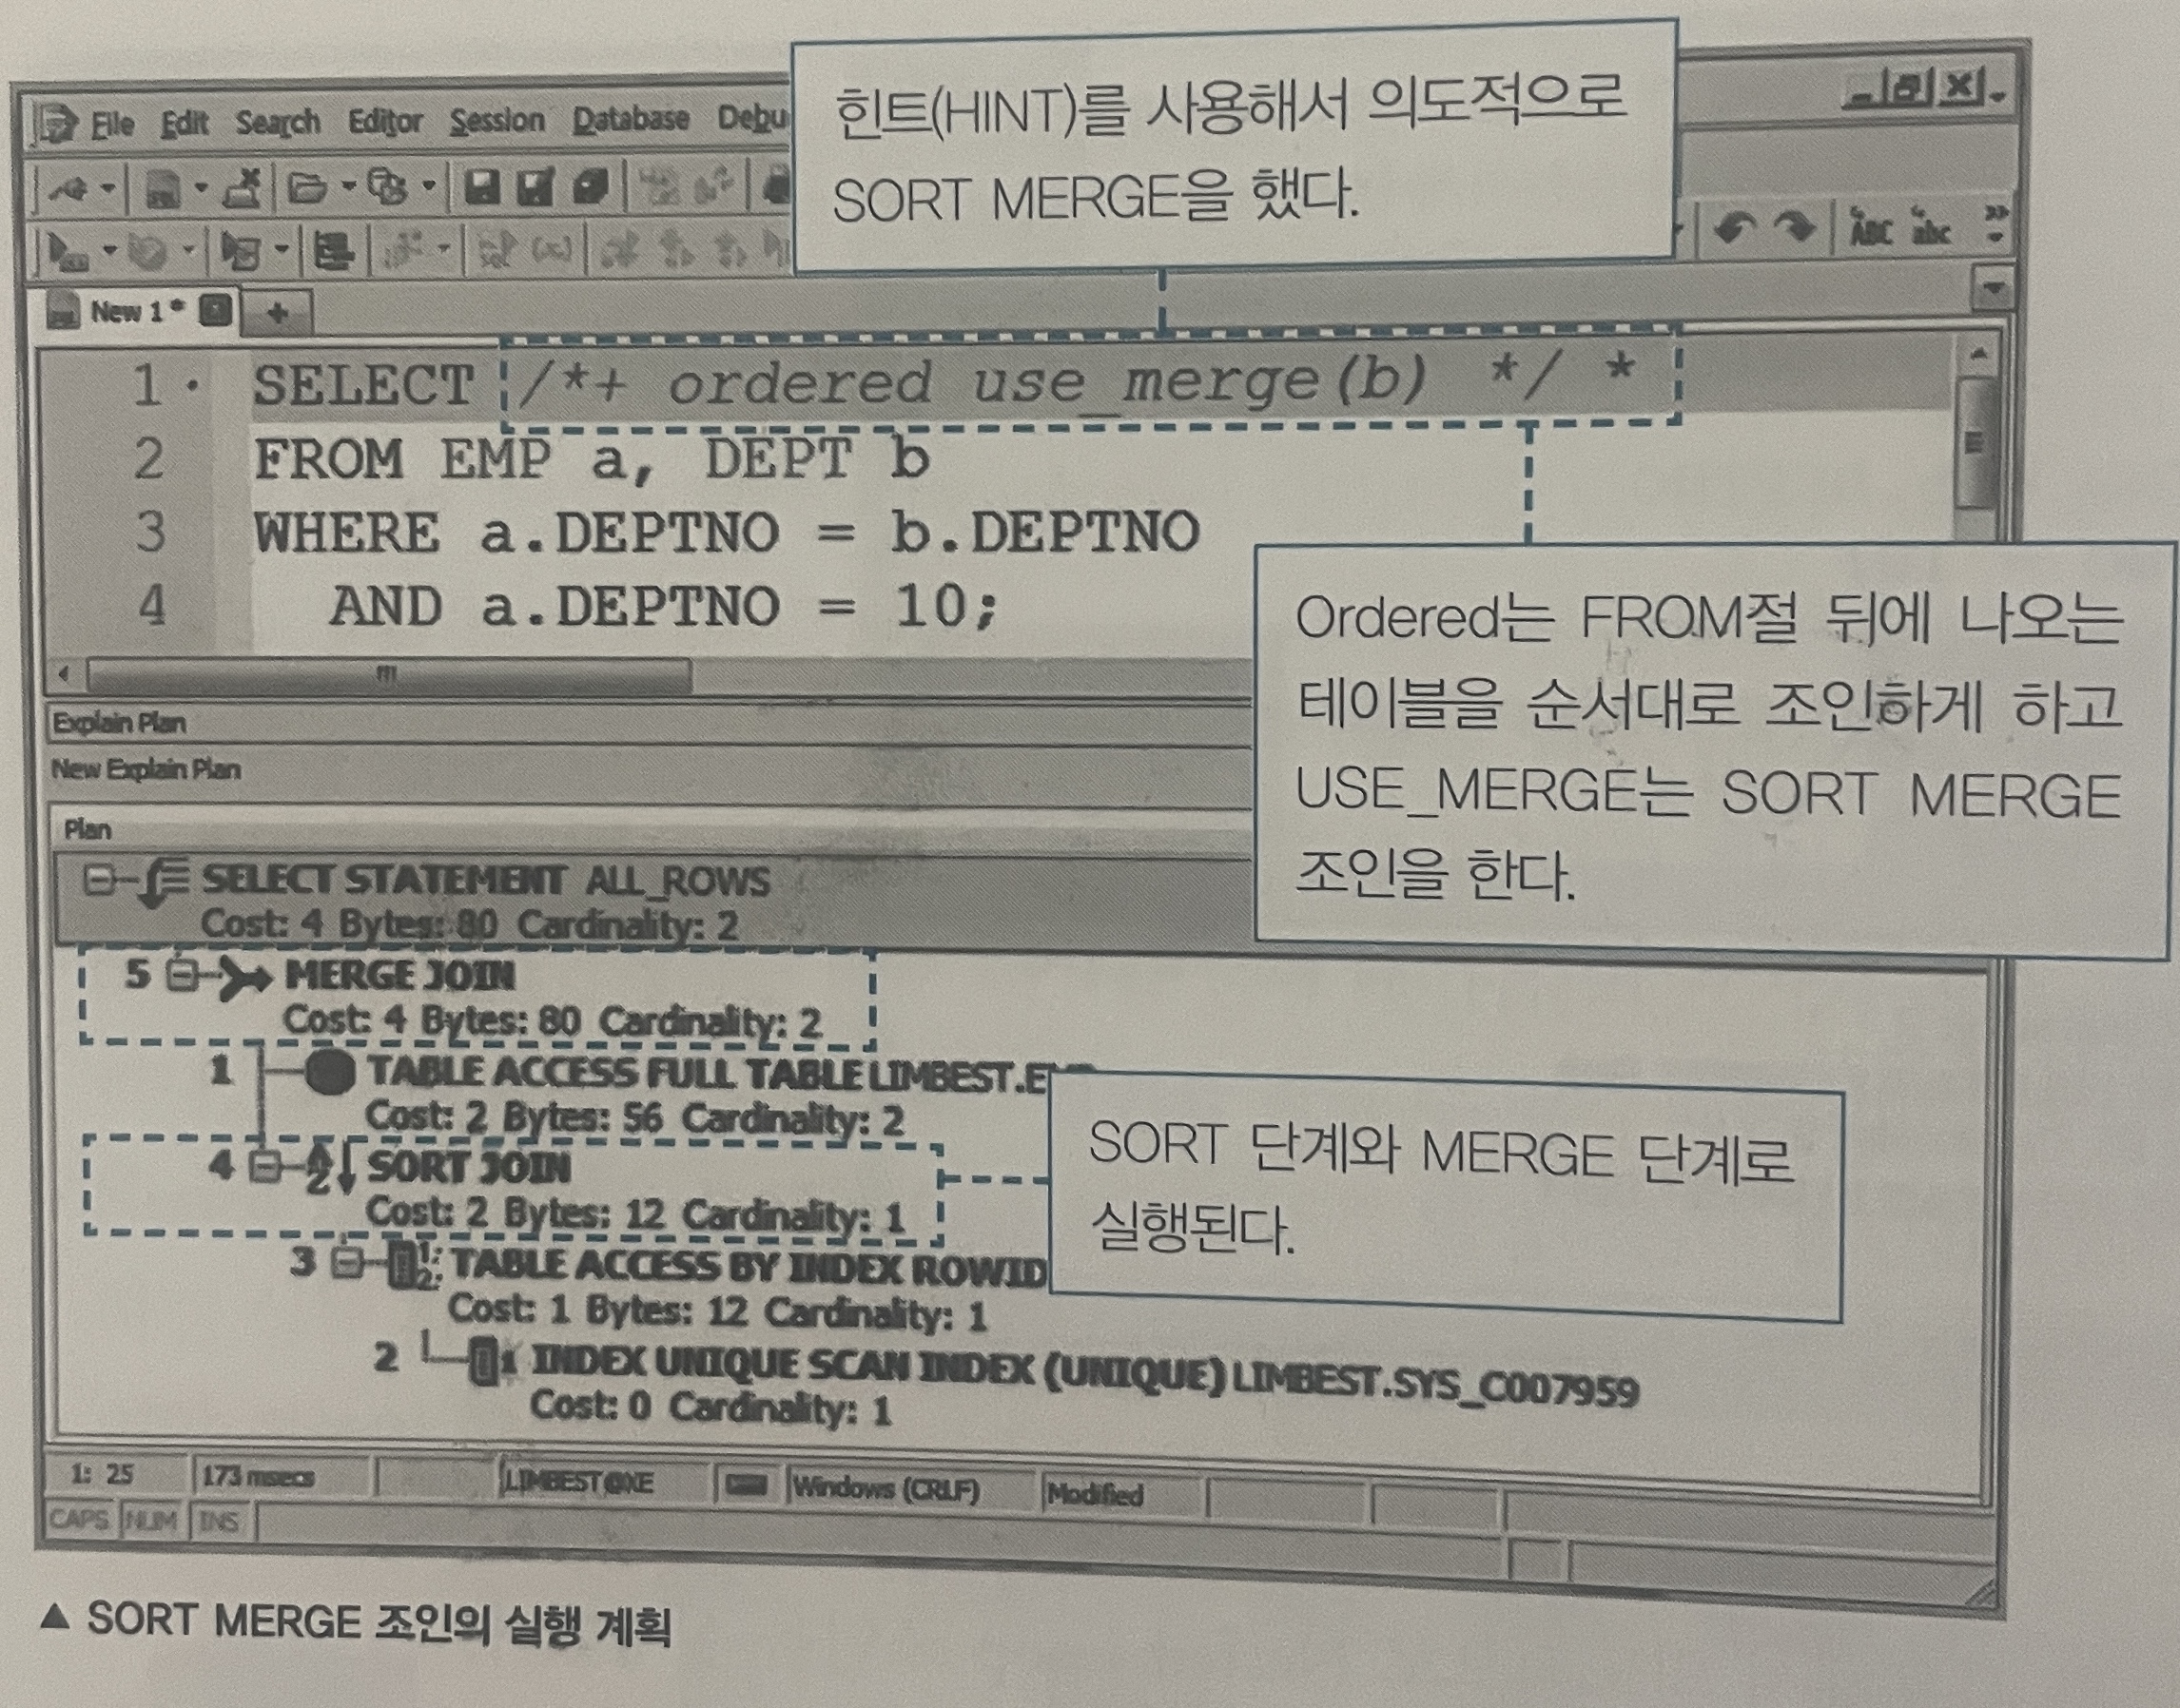 힌트(HINT)를 사용해서 의도적으로
SORT MERGE을 했다.
File Edit Search Editor Session Database Debu
ABC abc
New 1 *
1 SELECT /*+ ordered use_merge(b) */ *
2 FROM EMP a, DEPT b
3 WHERE a.DEPTNO = b.DEPTNO
4 AND a.DEPTNO = 10;
Ordered는 FROM절 뒤에 나오는
테이블을 순서대로 조인하게 하고
USE_MERGE는 SORT MERGE
조인을 한다.
Explain Plan
New Explain Plan
Plan
SELECT STATEMENT ALL_ROWS
Cost: 4 Bytes: 80 Cardinality: 2
5 MERGE JOIN
Cost: 4 Bytes: 80 Cardinality: 2
1 TABLE ACCESS FULL TABLE LIMBEST.E
Cost: 2 Bytes: 56 Cardinality: 2
4 SORT JOIN
Cost: 2 Bytes: 12 Cardinality: 1
SORT 단계와 MERGE 단계로
실행된다.
3 TABLE ACCESS BY INDEX ROWID
Cost: 1 Bytes: 12 Cardinality: 1
2 INDEX UNIQUE SCAN INDEX (UNIQUE) LIMBEST.SYS_C007959
Cost: 0 Cardinality: 1
1: 25 173 msecs LIMBEST@XE Windows (CRLF) Modified
CAPS NUM INS
▲ SORT MERGE 조인의 실행 계획